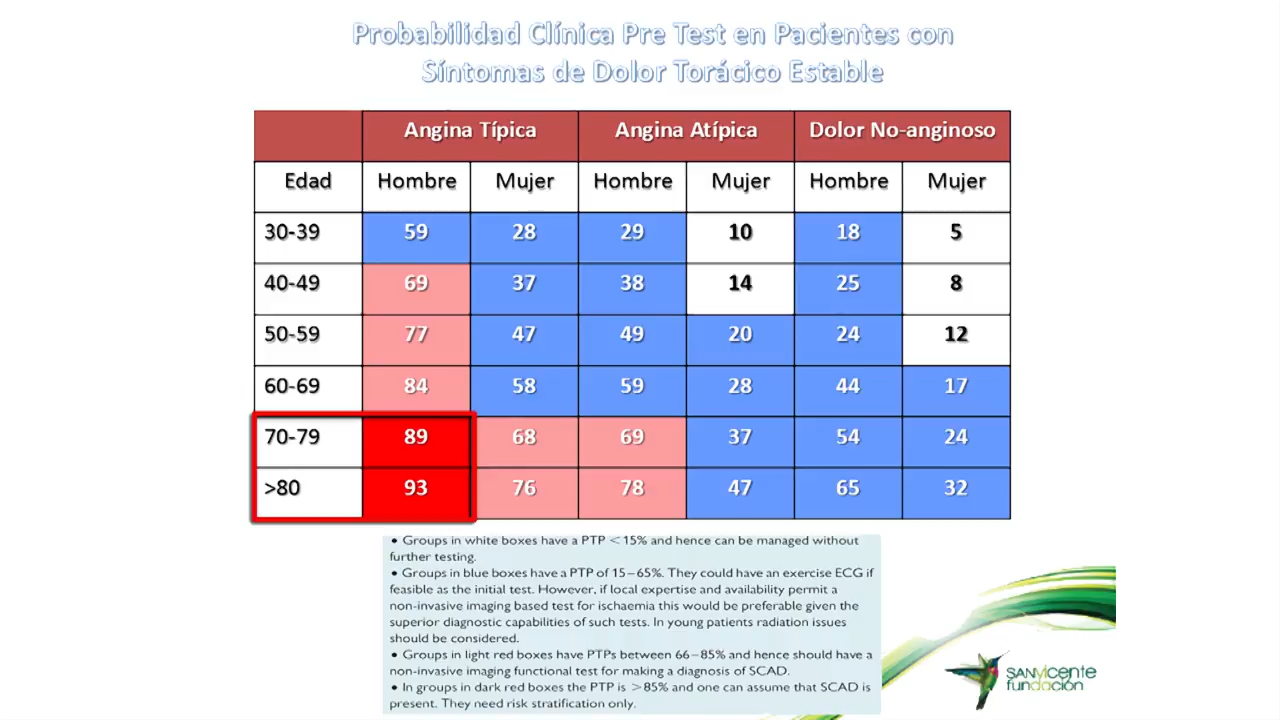 Probabilidad Clínica Pre Test en Pacientes con
Síntomas de Dolor Torácico Estable
Angina Típica Angina Atípica Dolor No-anginoso
Edad Hombre Mujer Hombre Mujer Hombre Mujer
30-39 59 28 29 10 18 5
40-49 69 37 38 14 25 8
50-59 77 47 49 20 24 12
60-69 84 58 59 28 44 17
70-79 89 68 69 37 54 24
>80 93 76 78 47 65 32
• Groups in white boxes have a PTP <15% and hence can be managed without
further testing.
• Groups in blue boxes have a PTP of 15–65%. They could have an exercise ECG if
feasible as the initial test. However, if local expertise and availability permit a
non-invasive imaging based test for ischaemia this would be preferable given the
superior diagnostic capabilities of such tests. In young patients radiation issues
should be considered.
• Groups in light red boxes have PTPs between 66–85% and hence should have a
non-invasive imaging functional test for making a diagnosis of SCAD.
• In groups in dark red boxes the PTP is >85% and one can assume that SCAD is
present. They need risk stratification only.
SANVICENTE
fUNDaCIÓN